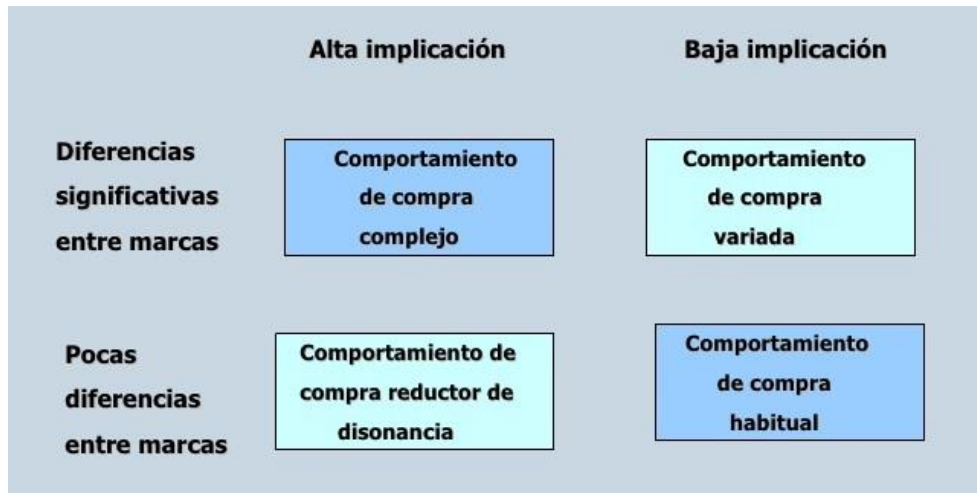 Alta implicación
Baja implicación
Diferencias
significativas
entre marcas
Comportamiento
de compra
complejo
Comportamiento
de compra
variada
Pocas
diferencias
entre marcas
Comportamiento de
compra reductor de
disonancia
Comportamiento
de compra
habitual